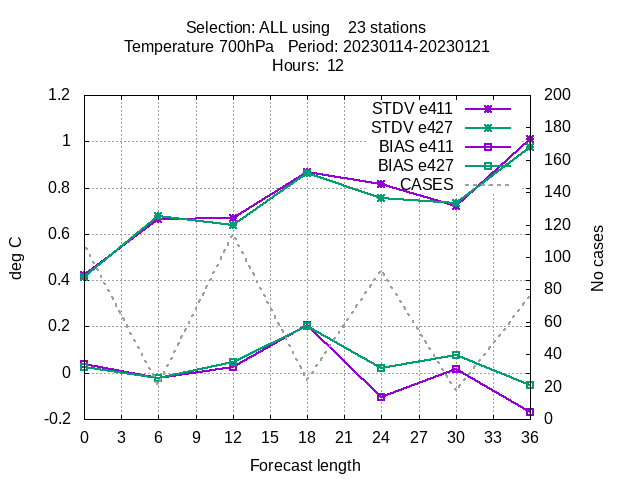 Selection: ALL using    23 stations
Temperature 700hPa   Period: 20230114-20230121
Hours:  12
STDV e411
STDV e427
BIAS e411
BIAS e427
CASES
1.2
1
0.8
0.6
0.4
0.2
0
-0.2
deg C
200
180
160
140
120
100
80
60
40
20
0
No cases
0 3 6 9 12 15 18 21 24 27 30 33 36
Forecast length